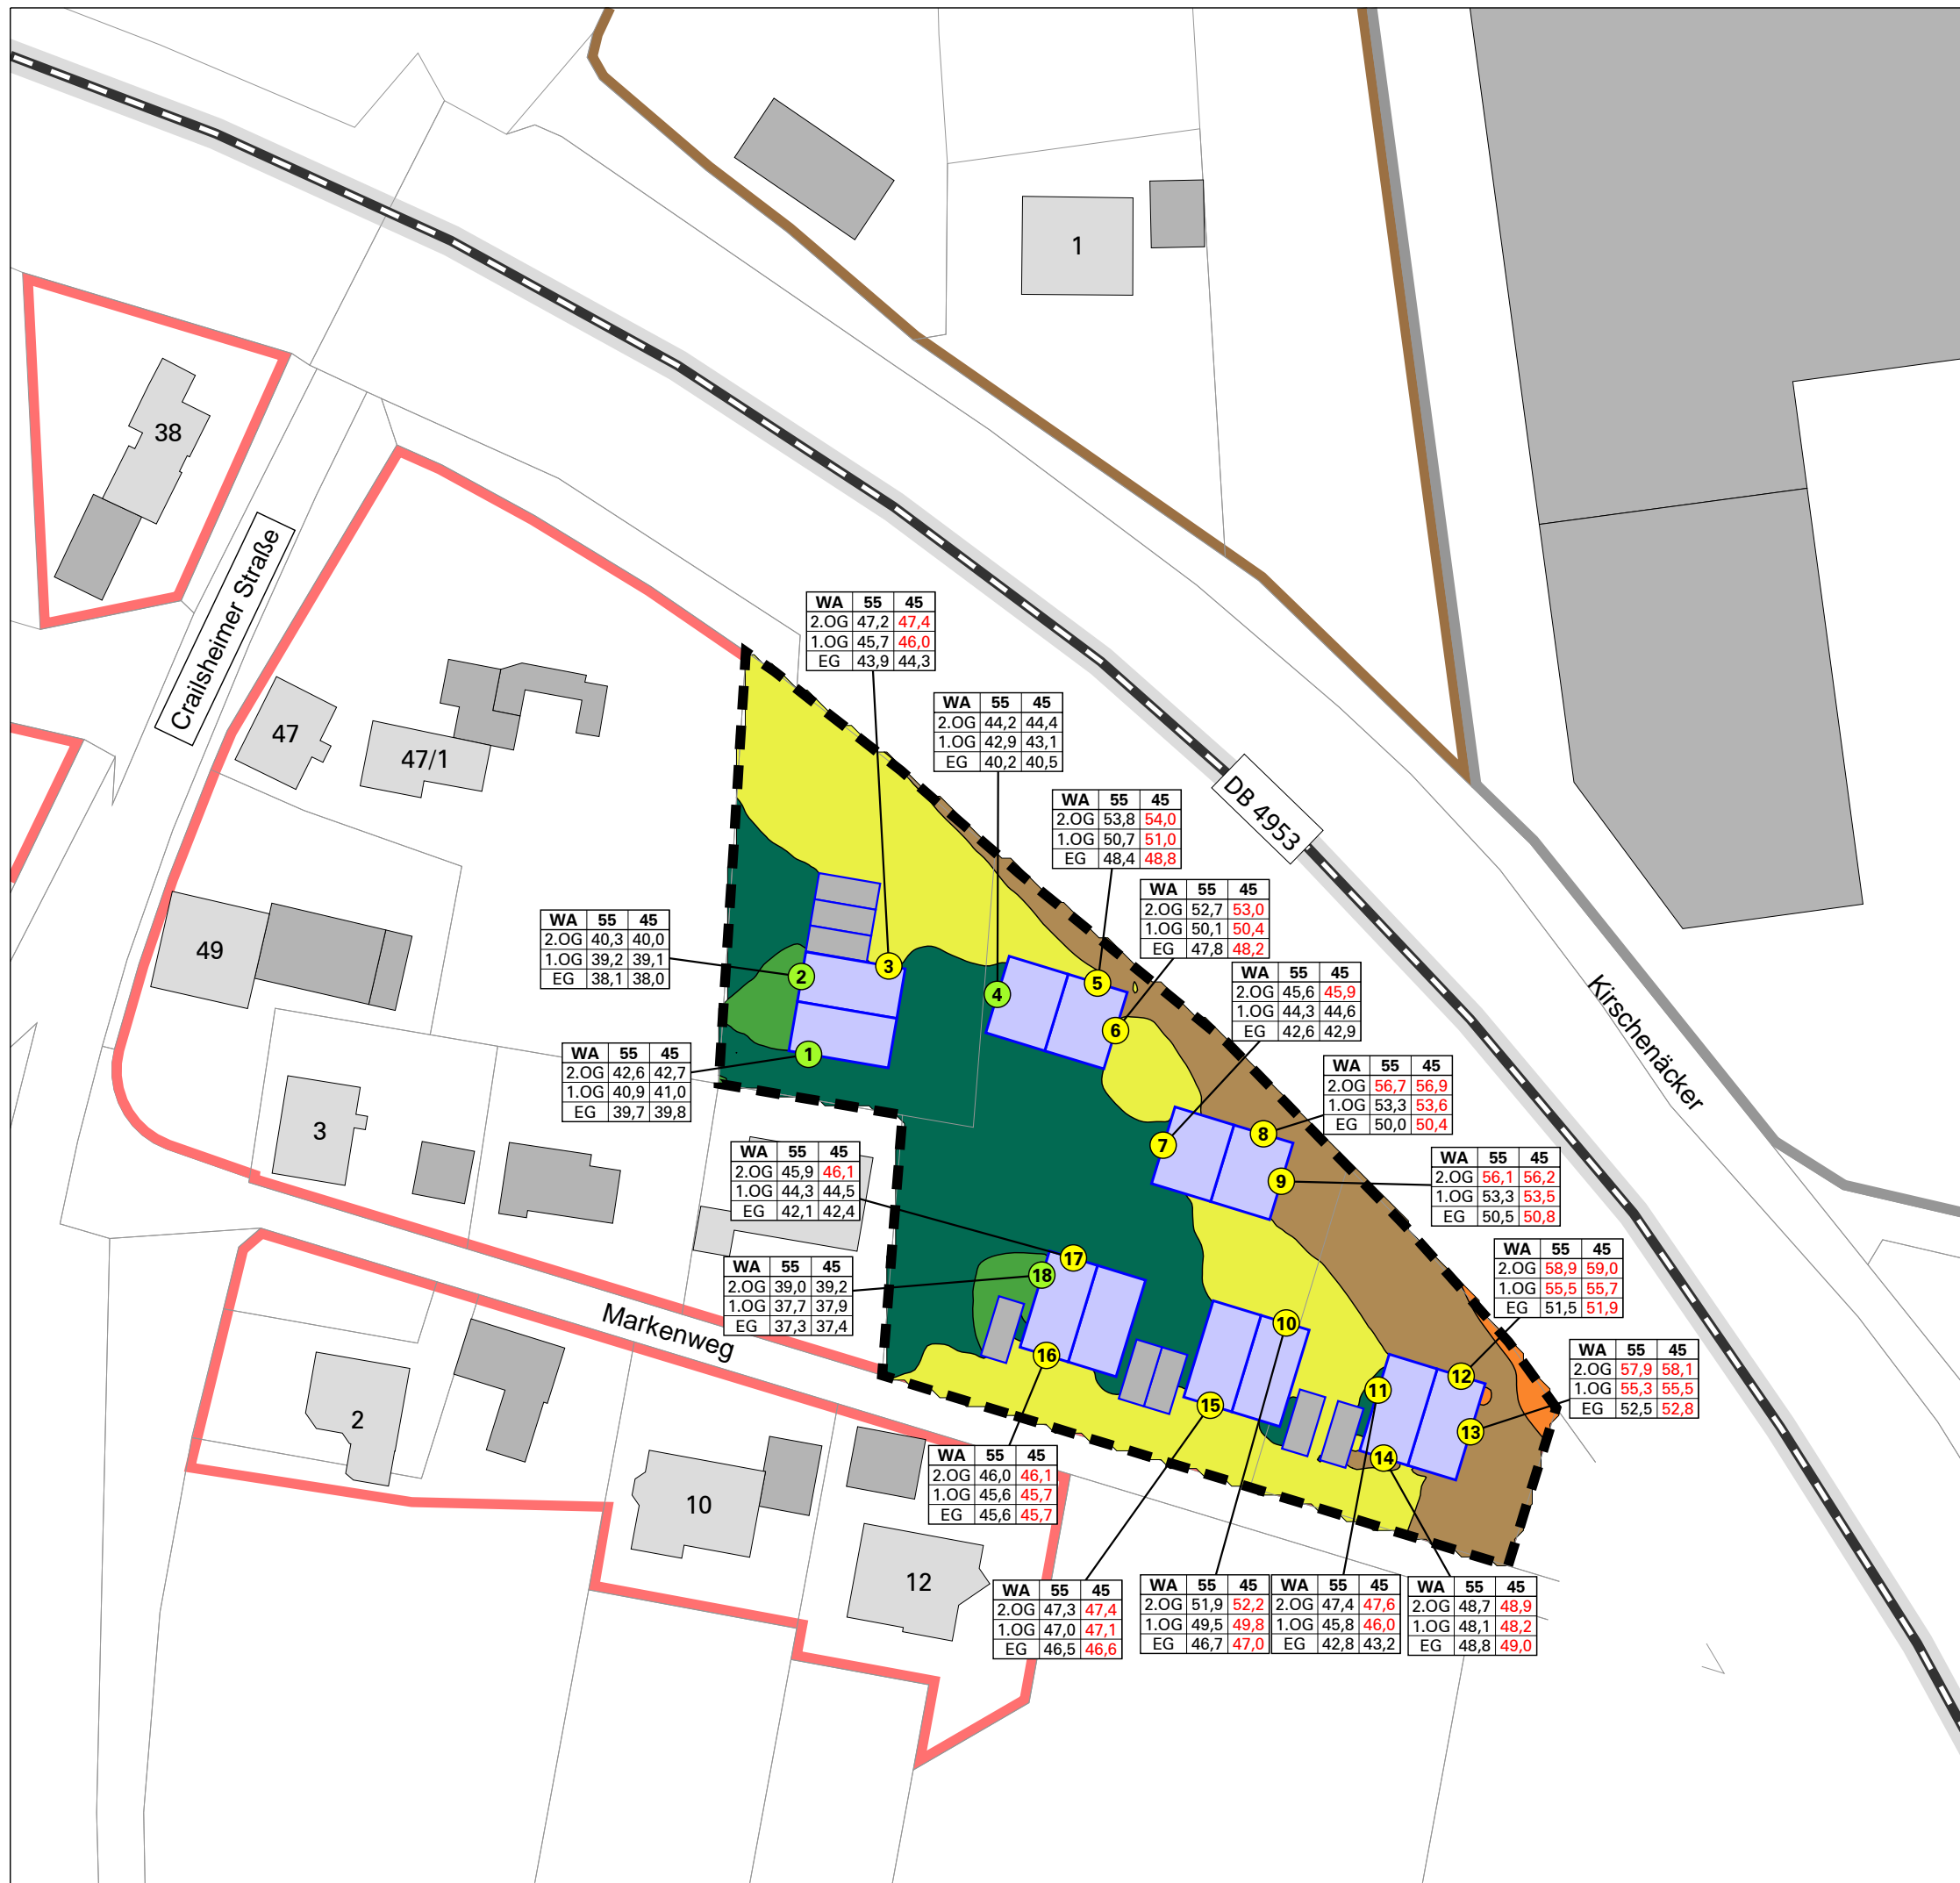 1
38
Crailsheimer Straße
WA 55 45
2.OG 47,2 47,4
1.OG 45,7 46,0
EG 43,9 44,3
WA 55 45
2.OG 44,2 44,4
1.OG 42,9 43,1
EG 40,2 40,5
47
47/1
DB 4953
WA 55 45
2.OG 53,8 54,0
1.OG 50,7 51,0
EG 48,4 48,8
WA 55 45
2.OG 52,7 53,0
1.OG 50,1 50,4
EG 47,8 48,2
49
WA 55 45
2.OG 40,3 40,0
1.OG 39,2 39,1
EG 38,1 38,0
2
3
4
5
6
WA 55 45
2.OG 45,6 45,9
1.OG 44,3 44,6
EG 42,6 42,9
Kirschenäcker
WA 55 45
2.OG 42,6 42,7
1.OG 40,9 41,0
EG 39,7 39,8
1
WA 55 45
2.OG 56,7 56,9
1.OG 53,3 53,6
EG 50,0 50,4
3
7
8
9
WA 55 45
2.OG 45,9 46,1
1.OG 44,3 44,5
EG 42,1 42,4
WA 55 45
2.OG 56,1 56,2
1.OG 53,3 53,5
EG 50,5 50,8
WA 55 45
2.OG 39,0 39,2
1.OG 37,7 37,9
EG 37,3 37,4
17
18
WA 55 45
2.OG 58,9 59,0
1.OG 55,5 55,7
EG 51,5 51,9
Markenweg
16
10
15
11
12
13
14
WA 55 45
2.OG 57,9 58,1
1.OG 55,3 55,5
EG 52,5 52,8
2
10
12
WA 55 45
2.OG 46,0 46,1
1.OG 45,6 45,7
EG 45,6 45,7
WA 55 45
2.OG 47,3 47,4
1.OG 47,0 47,1
EG 46,5 46,6
WA 55 45
2.OG 51,9 52,2
1.OG 49,5 49,8
EG 46,7 47,0
WA 55 45
2.OG 47,4 47,6
1.OG 45,8 46,0
EG 42,8 43,2
WA 55 45
2.OG 48,7 48,9
1.OG 48,1 48,2
EG 48,8 49,0